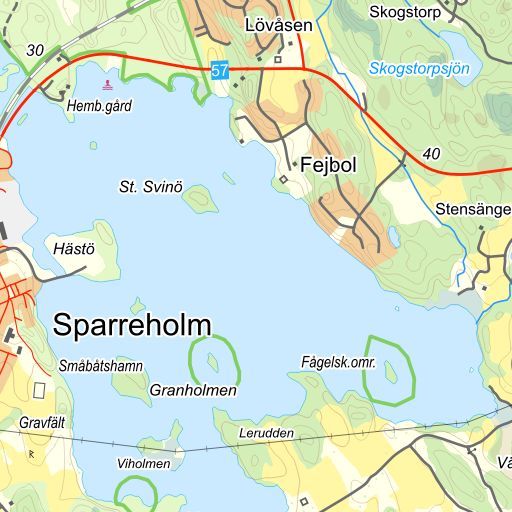 Skogstorp
Lövåsen
30
Skogstorpsjön
57
Hemb.gård
40
Fejbol
St. Svinö
Stensänge
Hästö
Sparreholm
Småbåtshamn
Fågelsk.omr.
Granholmen
Gravfält
Lerudden
Viholmen
R